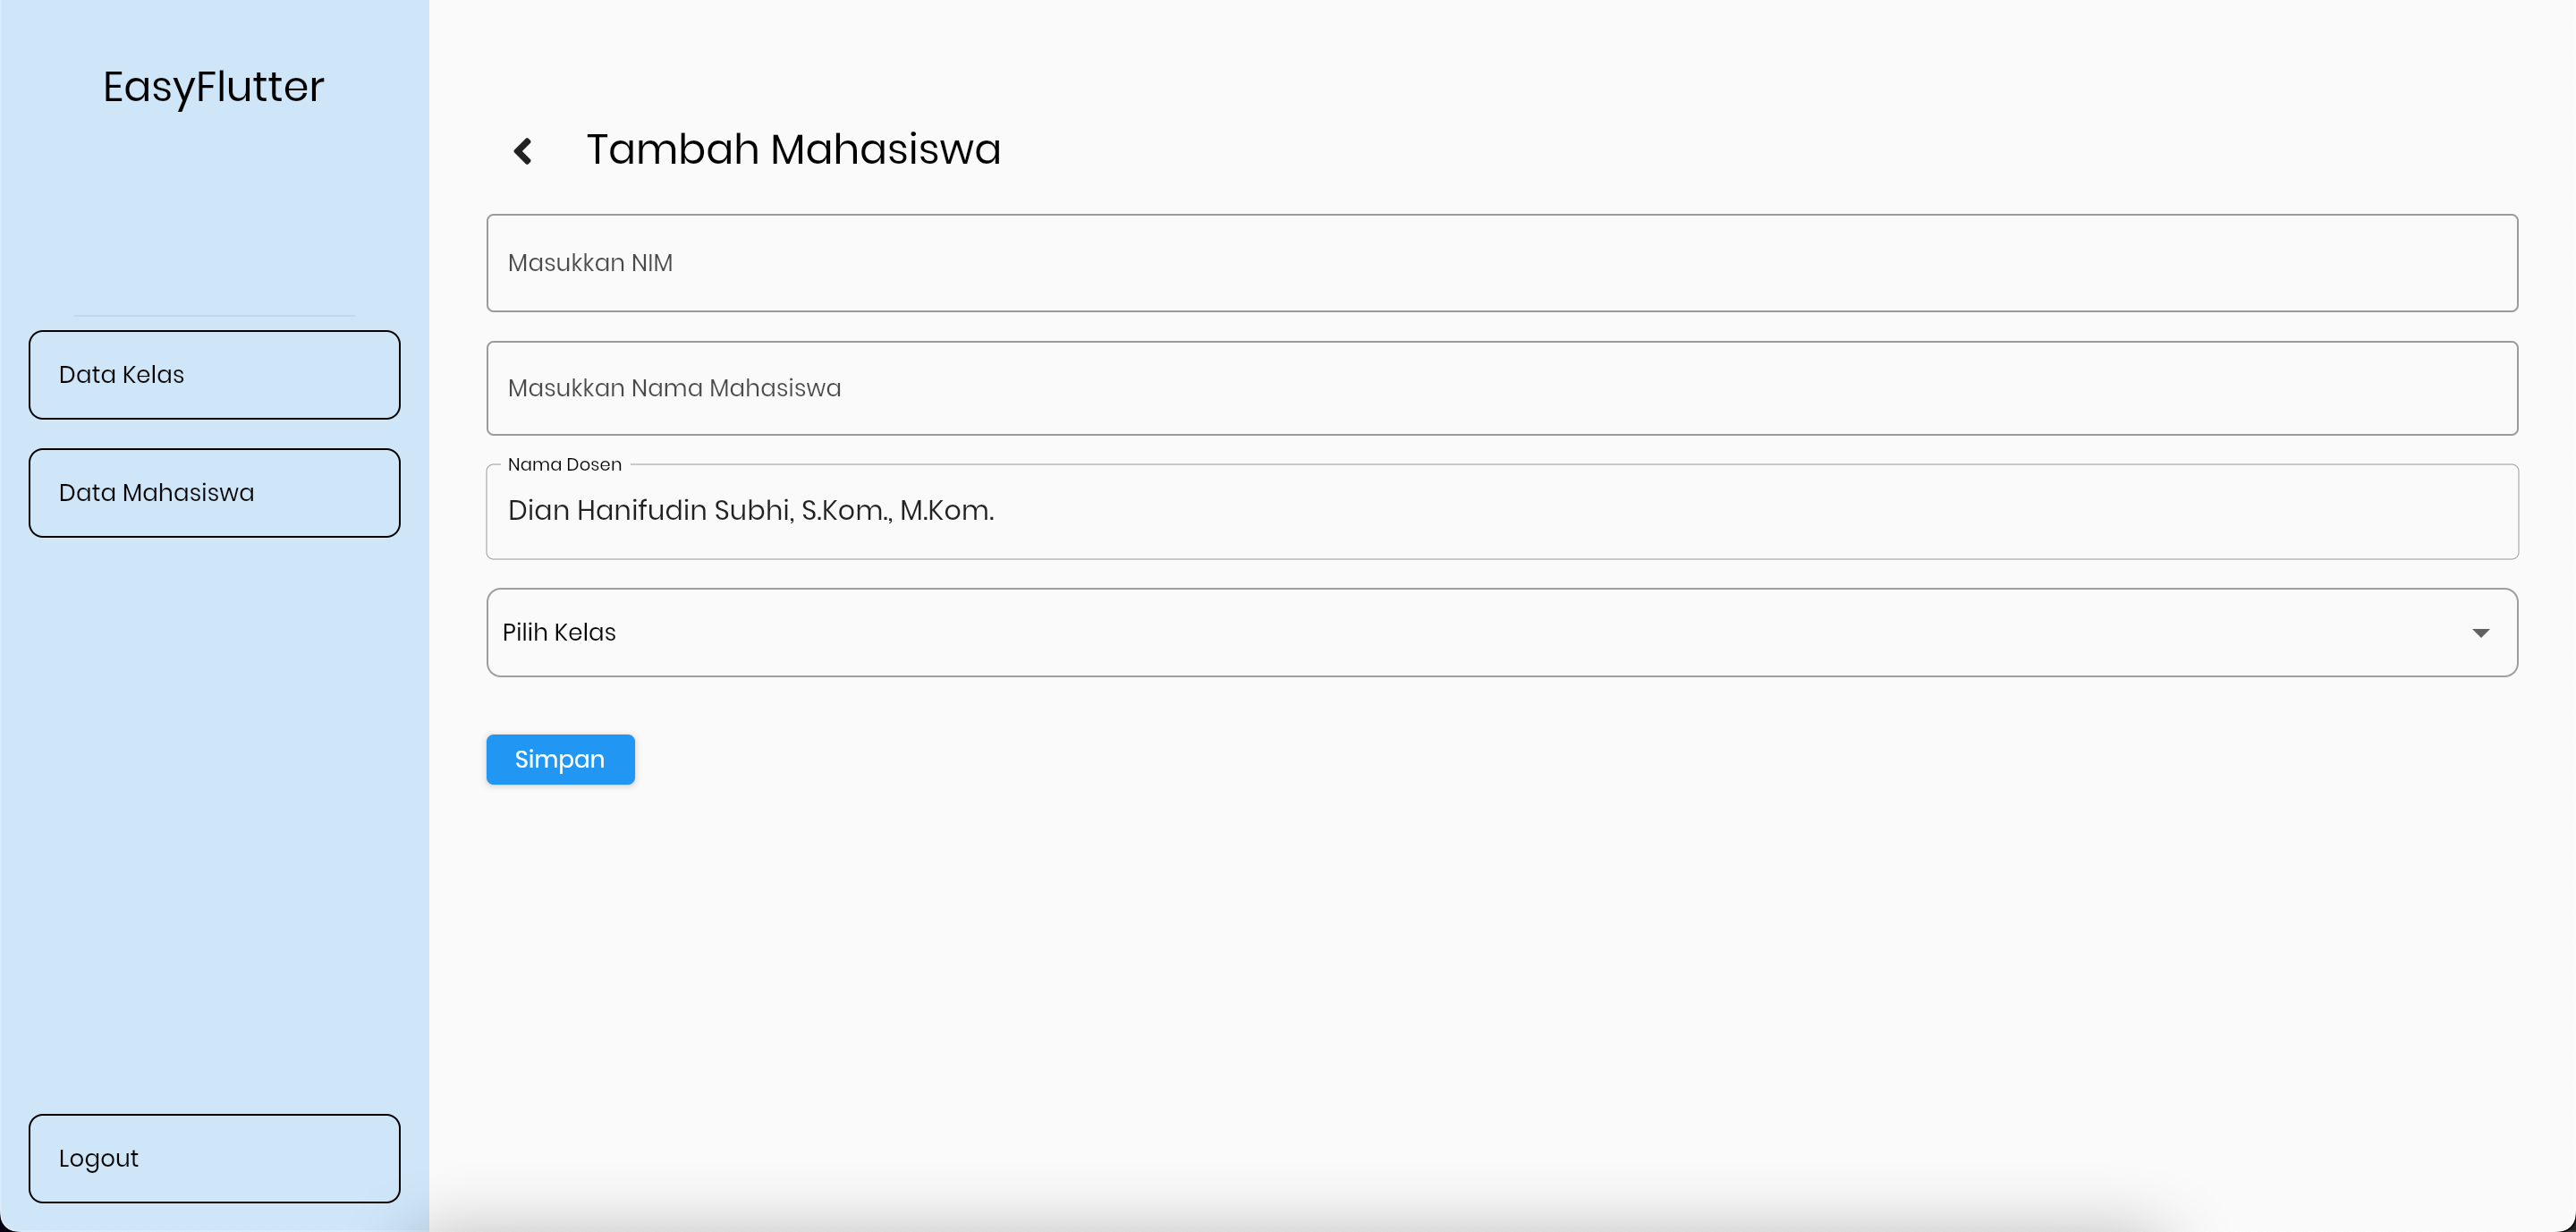 EasyFlutter
Data Kelas
Data Mahasiswa
Logout
Tambah Mahasiswa
Masukkan NIM
Masukkan Nama Mahasiswa
Nama Dosen
Dian Hanifudin Subhi, S.Kom., M.Kom.
Pilih Kelas
Simpan